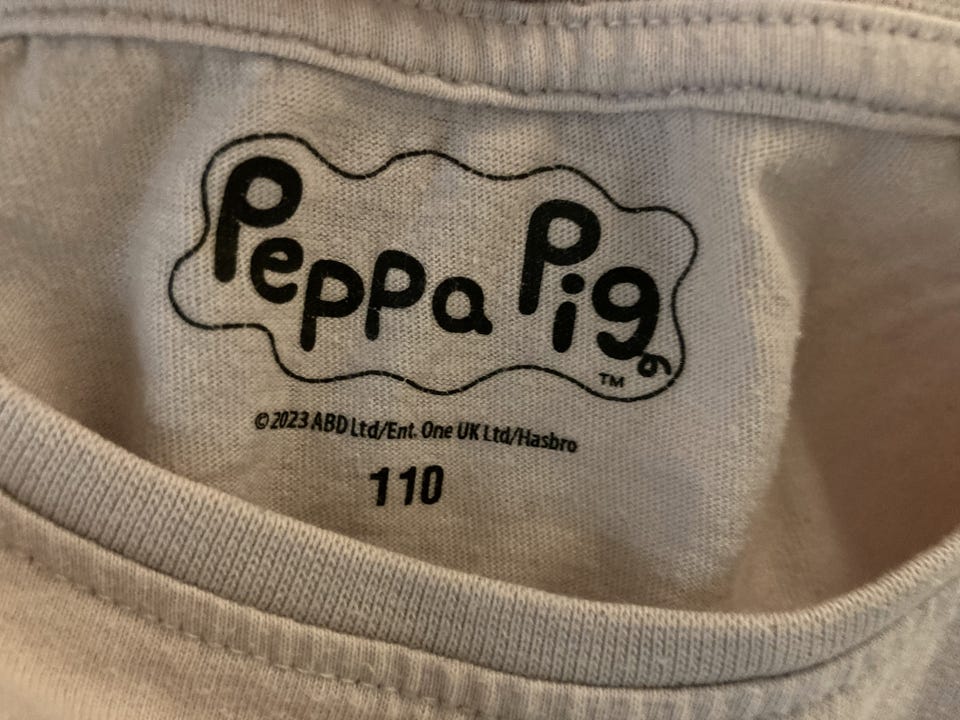 Peppa Pig
TM
©2023 ABD Ltd/Ent. One UK Ltd/Hasbro
110